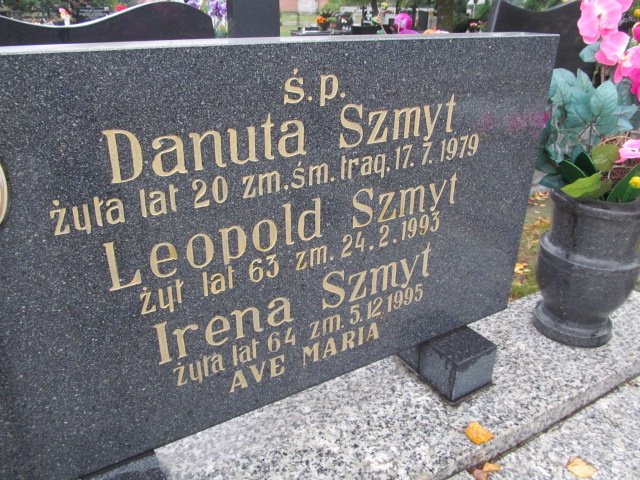 ś.p.
Danuta Szmyt
żyła lat 20 zm. śm. trag. 17. 7. 1979
Leopold Szmyt
żył lat 63 zm. 24. 2. 1993
Irena Szmyt
żyła lat 64 zm. 5.12.1995
AVE MARIA